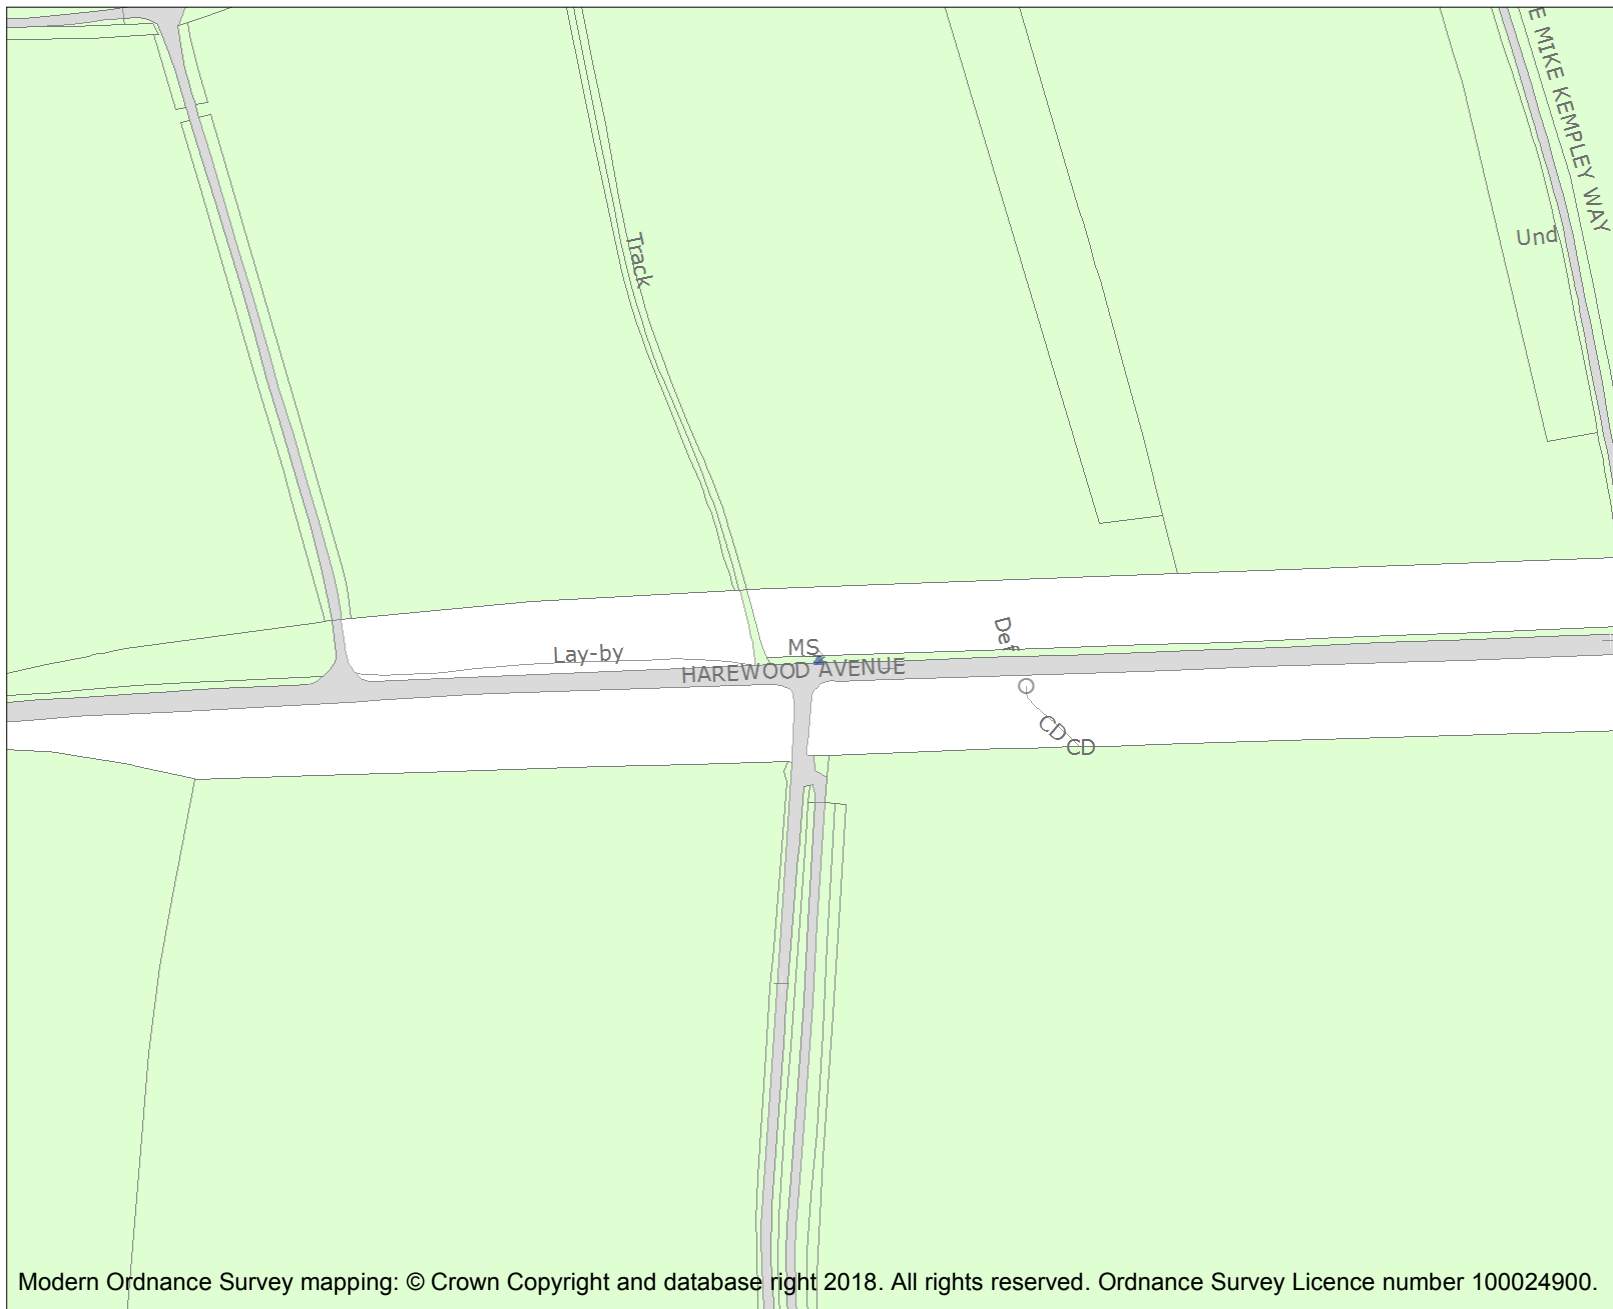 E MIKE KEMPLEY WAY
Und
Track
Def
MS
Lay-by
HAREWOOD AVENUE
CD
CD
Modern Ordnance Survey mapping: © Crown Copyright and database right 2018. All rights reserved. Ordnance Survey Licence number 100024900.